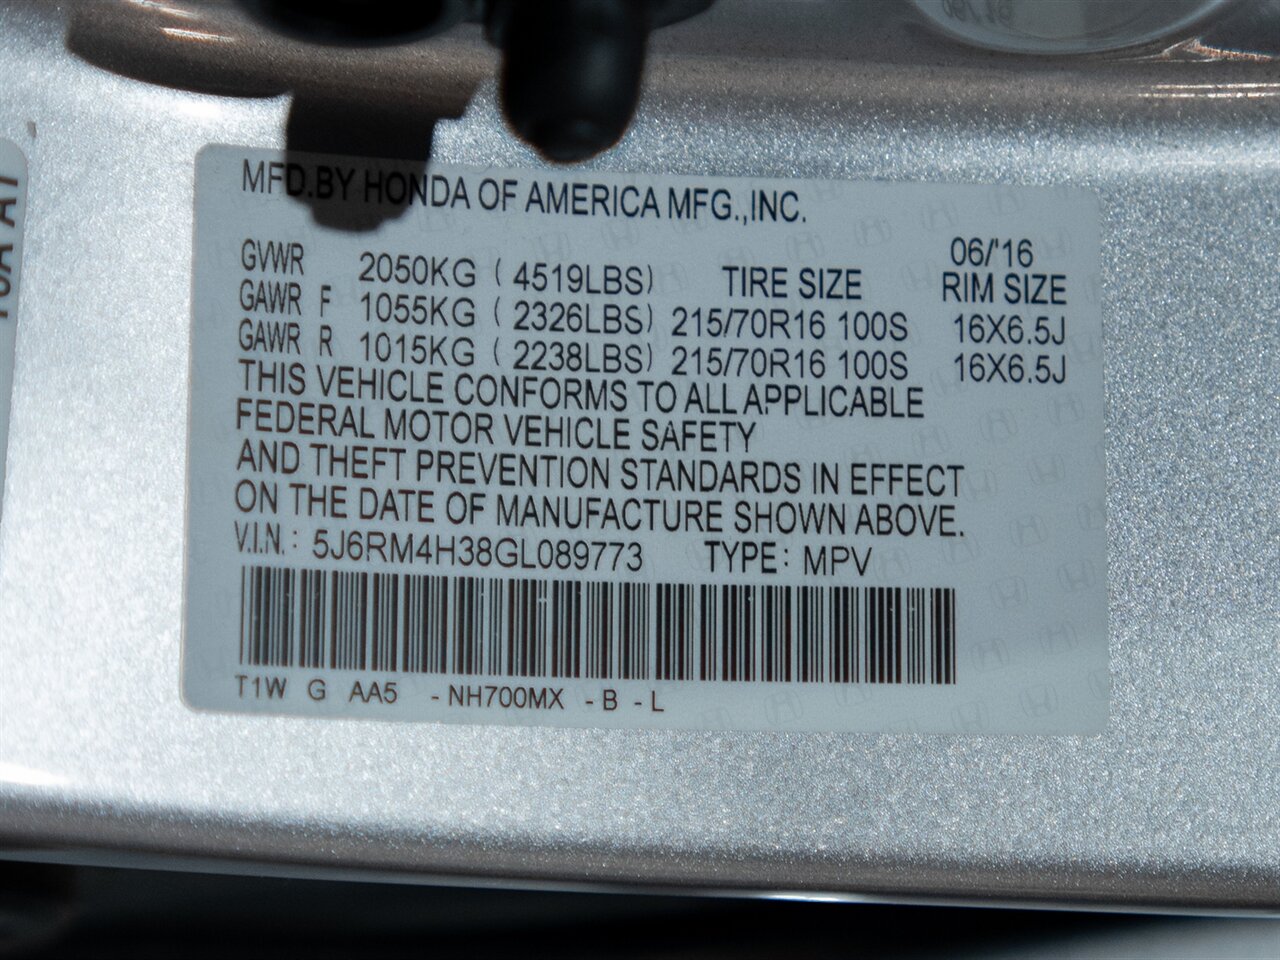 MFD.BY HONDA OF AMERICA MFG.,INC.
06/'16
GVWR 2050KG ( 4519LBS) TIRE SIZE RIM SIZE
GAWR F 1055KG ( 2326LBS) 215/70R16 100S 16X6.5J
GAWR R 1015KG ( 2238LBS) 215/70R16 100S 16X6.5J
THIS VEHICLE CONFORMS TO ALL APPLICABLE
FEDERAL MOTOR VEHICLE SAFETY
AND THEFT PREVENTION STANDARDS IN EFFECT
ON THE DATE OF MANUFACTURE SHOWN ABOVE.
V.I.N.: 5J6RM4H38GL089773 TYPE: MPV
T1W G AA5 -NH700MX -B -L